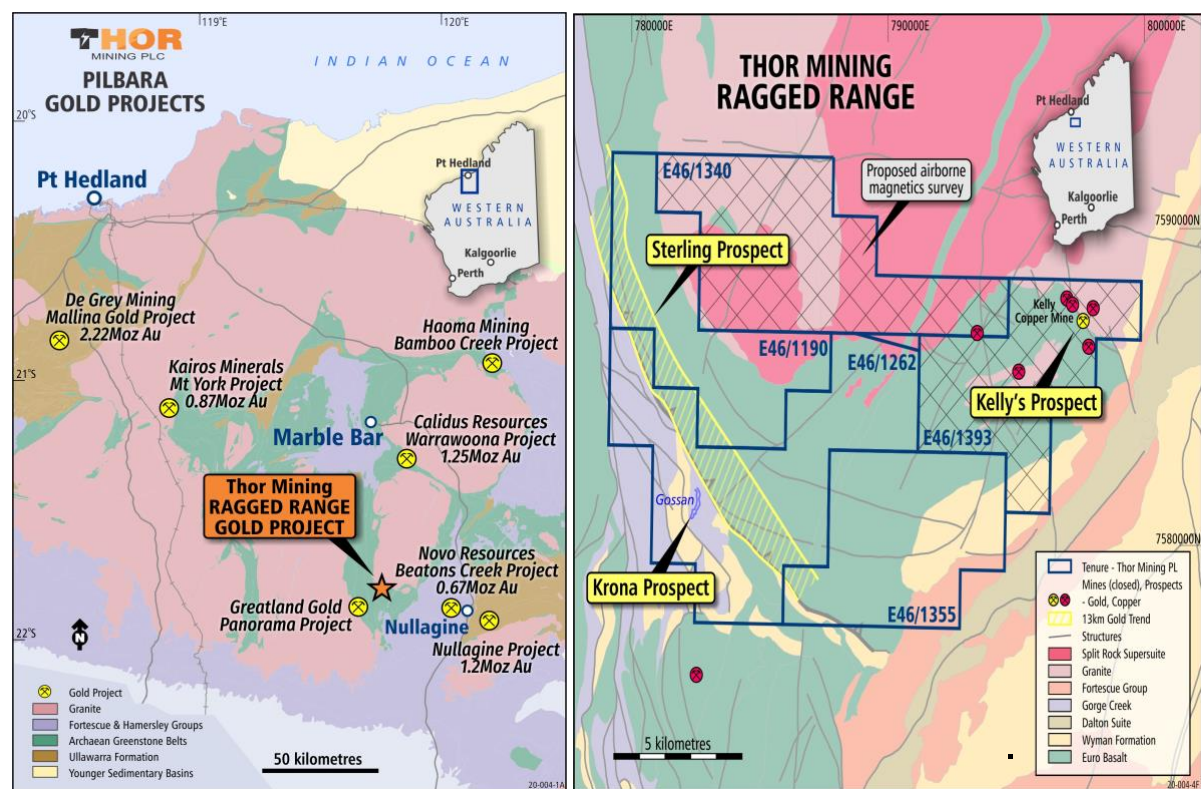 THOR
MINING PLC
PILBARA
GOLD PROJECTS
119°E
120°E
INDIAN OCEAN
20°S
21°S
22°S
Pt Hedland
Pt Hedland
WESTERN
AUSTRALIA
Kalgoorlie
Perth
De Grey Mining
Mallina Gold Project
2.22Moz Au
Haoma Mining
Bamboo Creek Project
Kairos Minerals
Mt York Project
0.87Moz Au
Marble Bar
Calidus Resources
Warrawoona Project
1.25Moz Au
Thor Mining
RAGGED RANGE
GOLD PROJECT
Novo Resources
Beatons Creek Project
0.67Moz Au
Greatland Gold
Panorama Project
Nullagine
Nullagine Project
1.2Moz Au
N
Gold Project
Granite
Fortescue & Hamersley Groups
Archaean Greenstone Belts
Ullawarra Formation
Younger Sedimentary Basins
50 kilometres
20-004-1A
780000E
790000E
800000E
THOR MINING
RAGGED RANGE
Pt Hedland
WESTERN
AUSTRALIA
Kalgoorlie
Perth
7590000N
7580000N
E46/1340
Proposed airborne
magnetics survey
Sterling Prospect
Kelly
Copper Mine
E46/1190
E46/1262
Kelly's Prospect
E46/1393
Gossan
Krona Prospect
E46/1355
Tenure - Thor Mining PL
Mines (closed), Prospects
- Gold, Copper
13km Gold Trend
Structures
Split Rock Supersuite
Granite
Fortescue Group
Gorge Creek
Dalton Suite
Wyman Formation
Euro Basalt
5 kilometres
20-004-4F